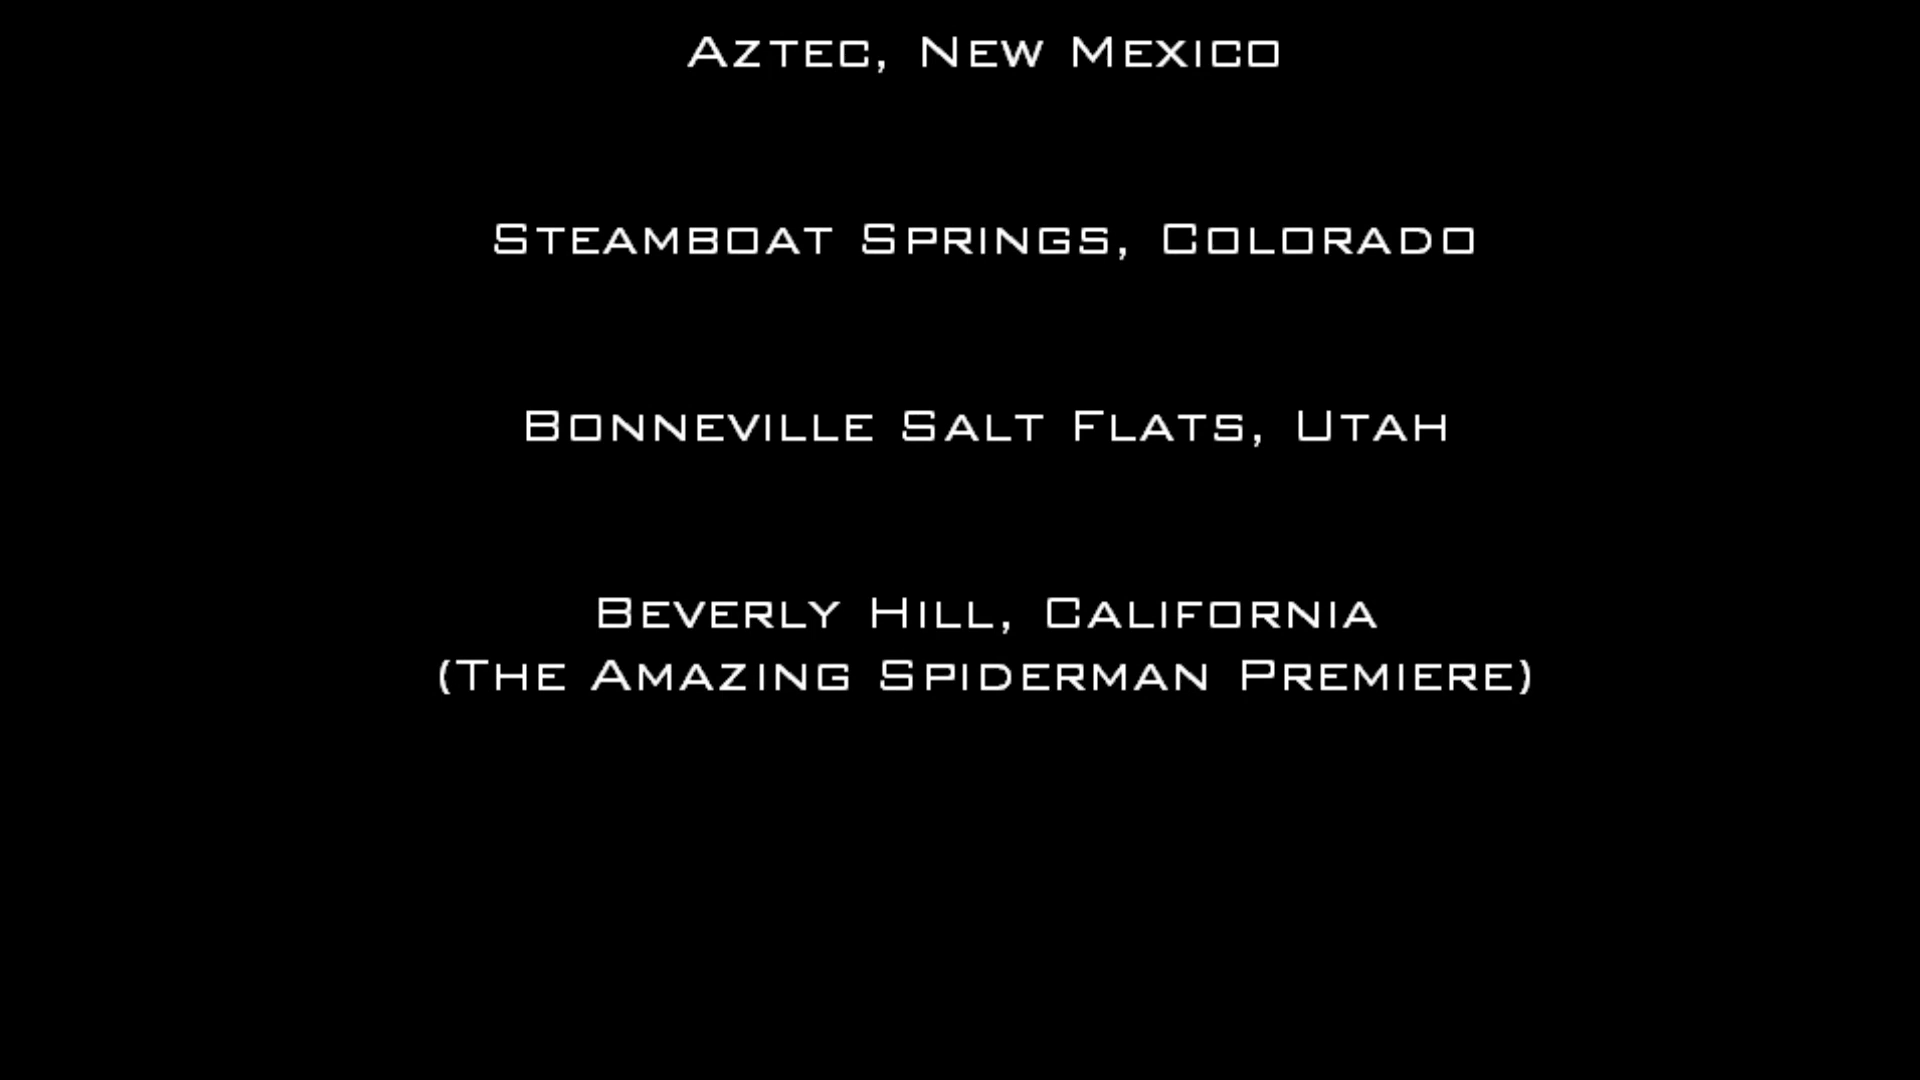 Aztec, New Mexico
Steamboat Springs, Colorado
Bonneville Salt Flats, Utah
Beverly Hill, California
(The Amazing Spiderman Premiere)